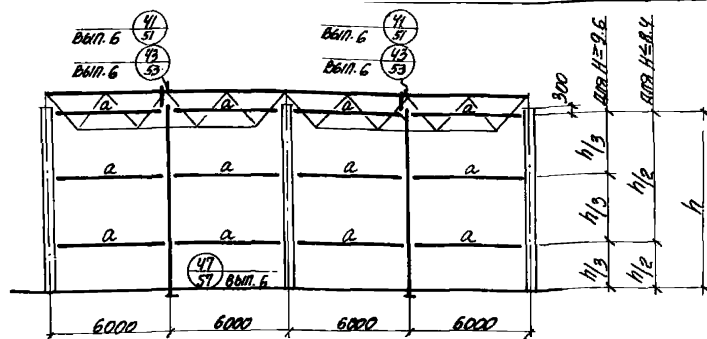 ВЫП. 6 41/51
ВЫП. 6 43/53
ВЫП. 6 41/51
ВЫП. 6 43/53
для H≥9.6
для H≤8.4
300
a a a a
h/3
h/3
h/3
h/2
h/2
h
a a a a
a a a a
47/57 ВЫП. 6
6000 6000 6000 6000